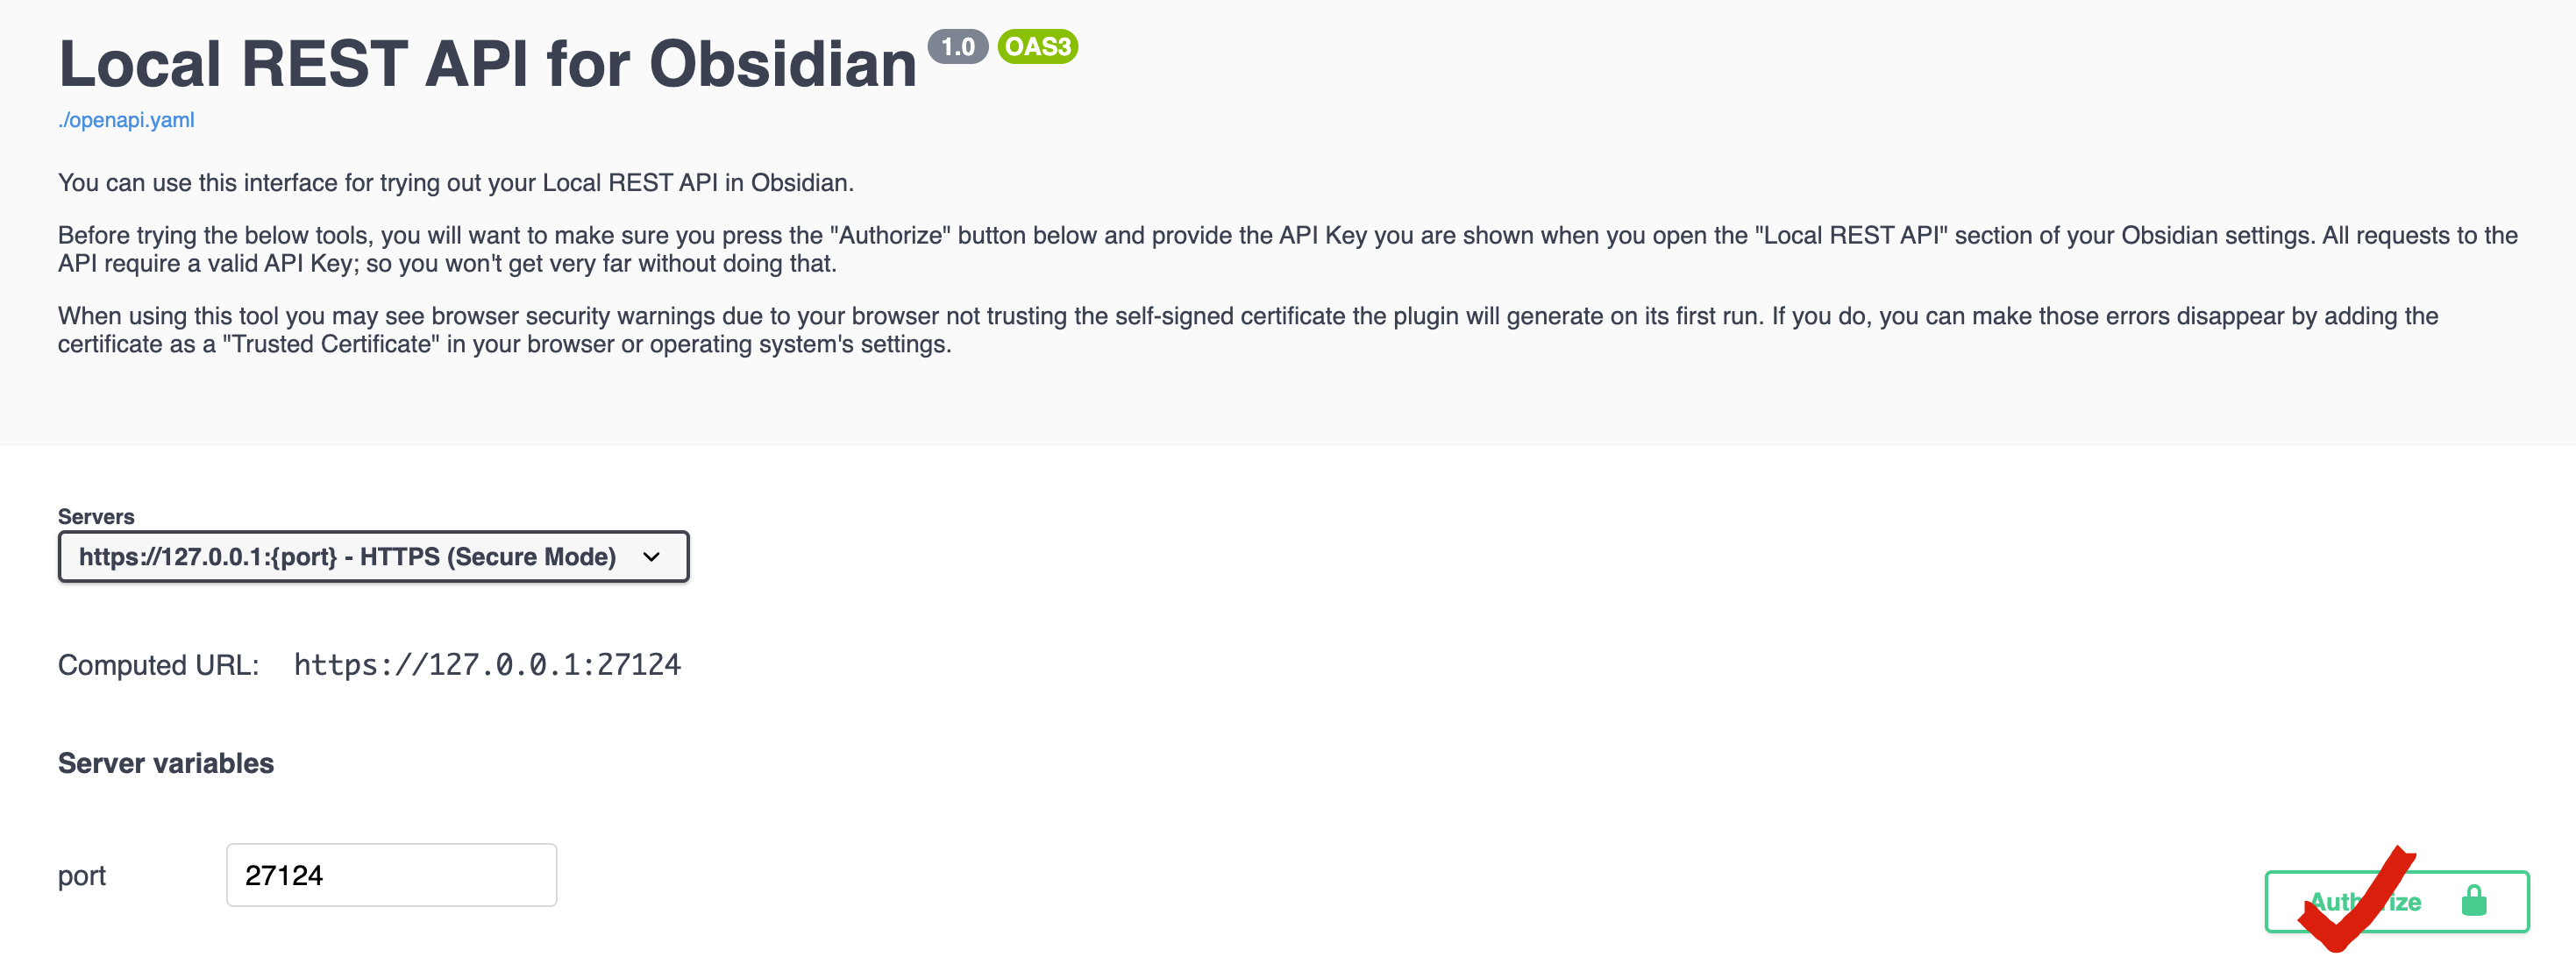 Local REST API for Obsidian 1.0 OAS3
./openapi.yaml
You can use this interface for trying out your Local REST API in Obsidian.
Before trying the below tools, you will want to make sure you press the "Authorize" button below and provide the API Key you are shown when you open the "Local REST API" section of your Obsidian settings. All requests to the
API require a valid API Key; so you won't get very far without doing that.
When using this tool you may see browser security warnings due to your browser not trusting the self-signed certificate the plugin will generate on its first run. If you do, you can make those errors disappear by adding the
certificate as a "Trusted Certificate" in your browser or operating system's settings.
Servers
https://127.0.0.1:{port} - HTTPS (Secure Mode)
Computed URL: https://127.0.0.1:27124
Server variables
port 27124
Authorize